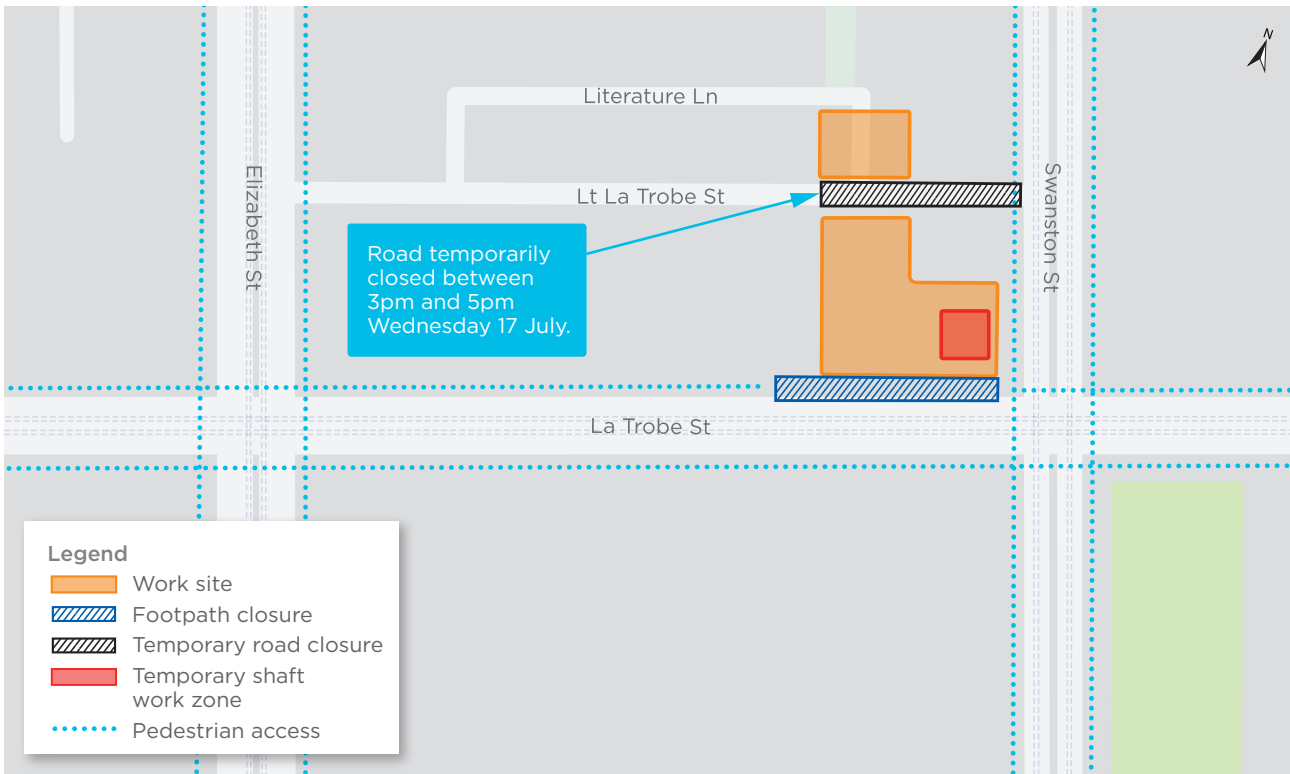 N
Literature Ln
Elizabeth St
Lt La Trobe St
Swanston St
Road temporarily
closed between
3pm and 5pm
Wednesday 17 July.
La Trobe St
Legend
Work site
Footpath closure
Temporary road closure
Temporary shaft
work zone
Pedestrian access